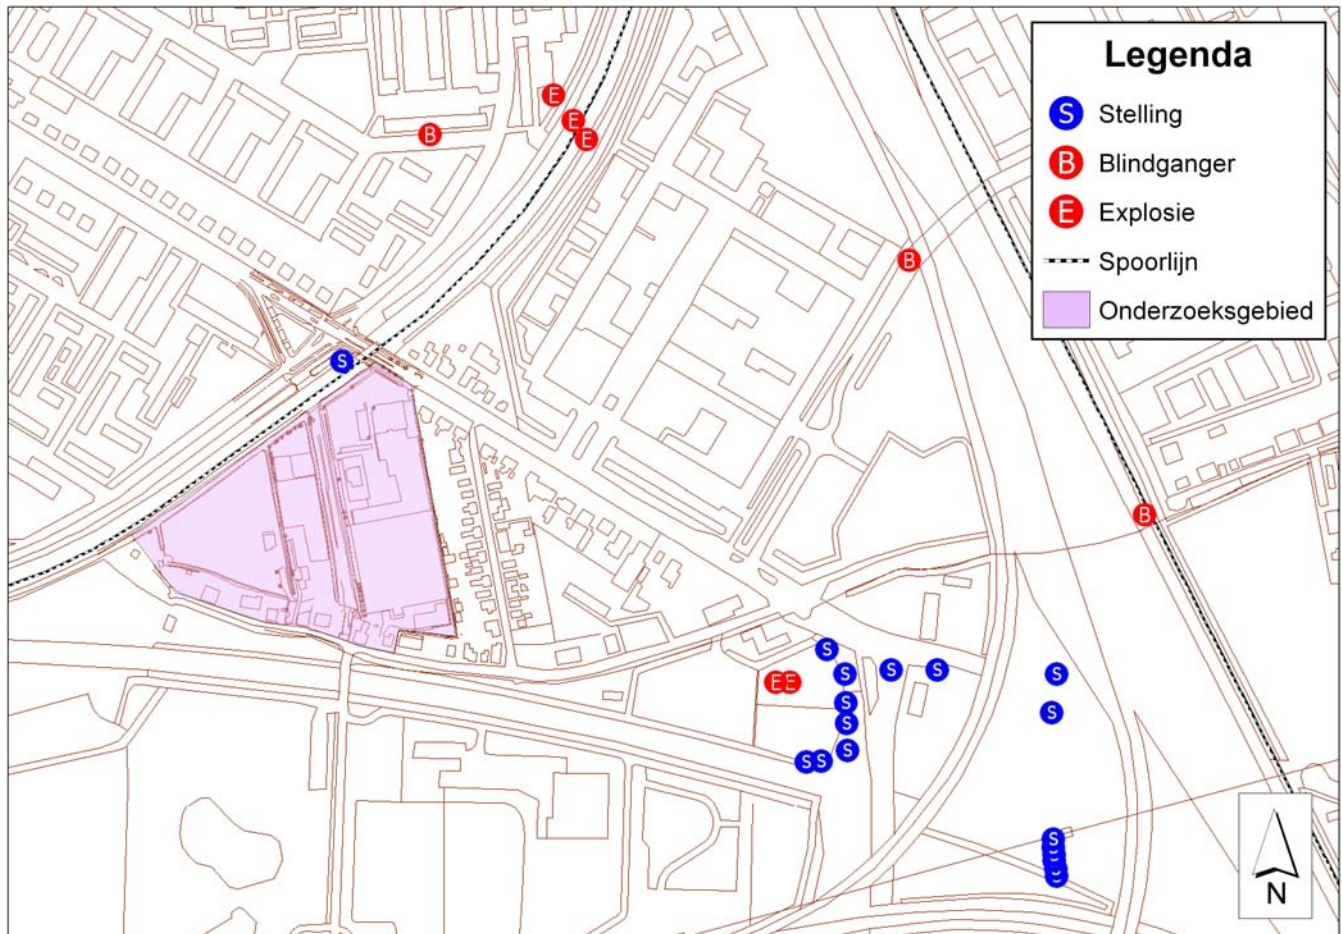 Legenda
S Stelling
B Blindganger
E Explosie
Spoorlijn
Onderzoeksgebied
E
E
E
B
B
S
B
S
S
S
S
S
E E
S
S
S
S
S S
S
N